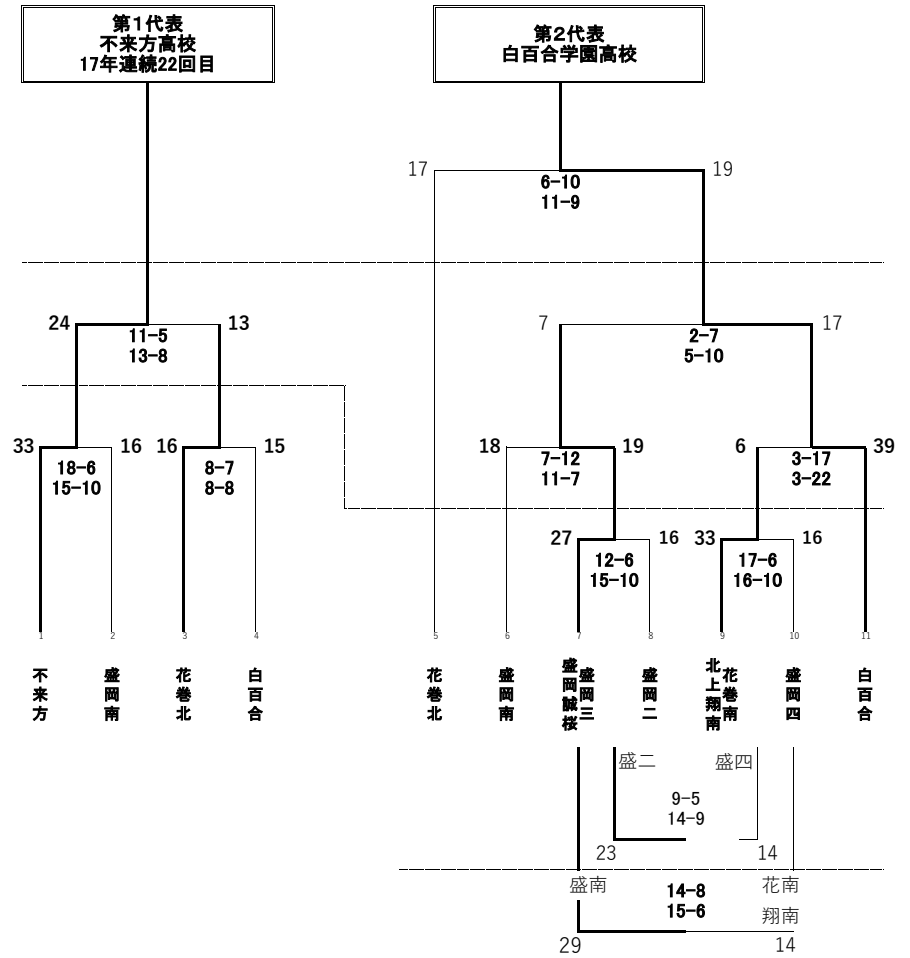 第1代表
不来方高校
17年連続22回目
第2代表
白百合学園高校
17
19
6-10
11-9
24
13
11-5
13-8
7
17
2-7
5-10
33
16
18-6
15-10
16
15
8-7
8-8
18
19
7-12
11-7
6
39
3-17
3-22
27
16
12-6
15-10
33
16
17-6
16-10
1
2
3
4
5
6
7
8
9
10
11
不来方
盛岡南
花巻北
白百合
花巻北
盛岡南
盛岡誠桜
盛岡三
盛岡二
北上翔南
花巻南
盛岡四
白百合
盛二
盛四
9-5
14-9
23
14
盛南
花南
翔南
14-8
15-6
29
14